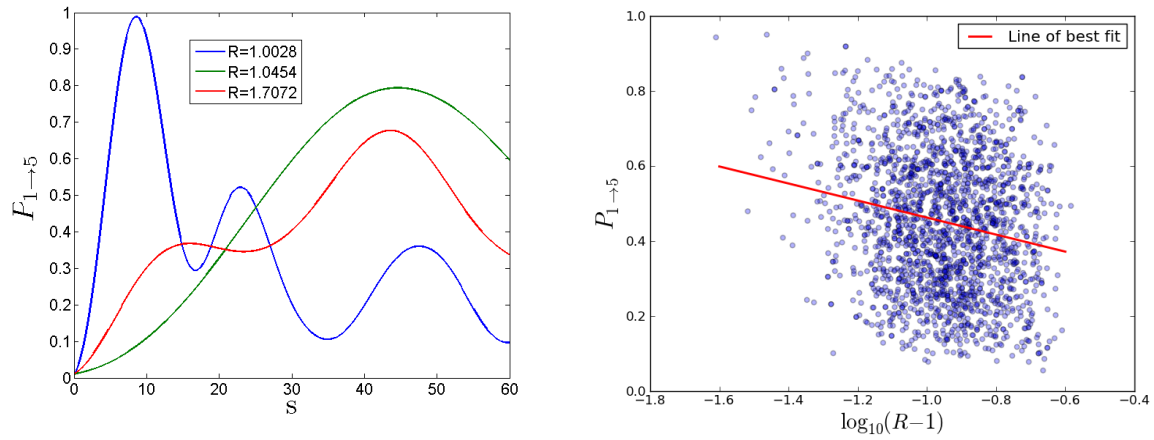 1
0.9
0.8
0.7
0.6
0.5
0.4
0.3
0.2
0.1
0
P1→5
R=1.0028
R=1.0454
R=1.7072
0 10 20 30 40 50 60
s
1.0
0.8
0.6
0.4
0.2
0.0
P1→5
Line of best fit
−1.8 −1.6 −1.4 −1.2 −1.0 −0.8 −0.6 −0.4
log10(R−1)